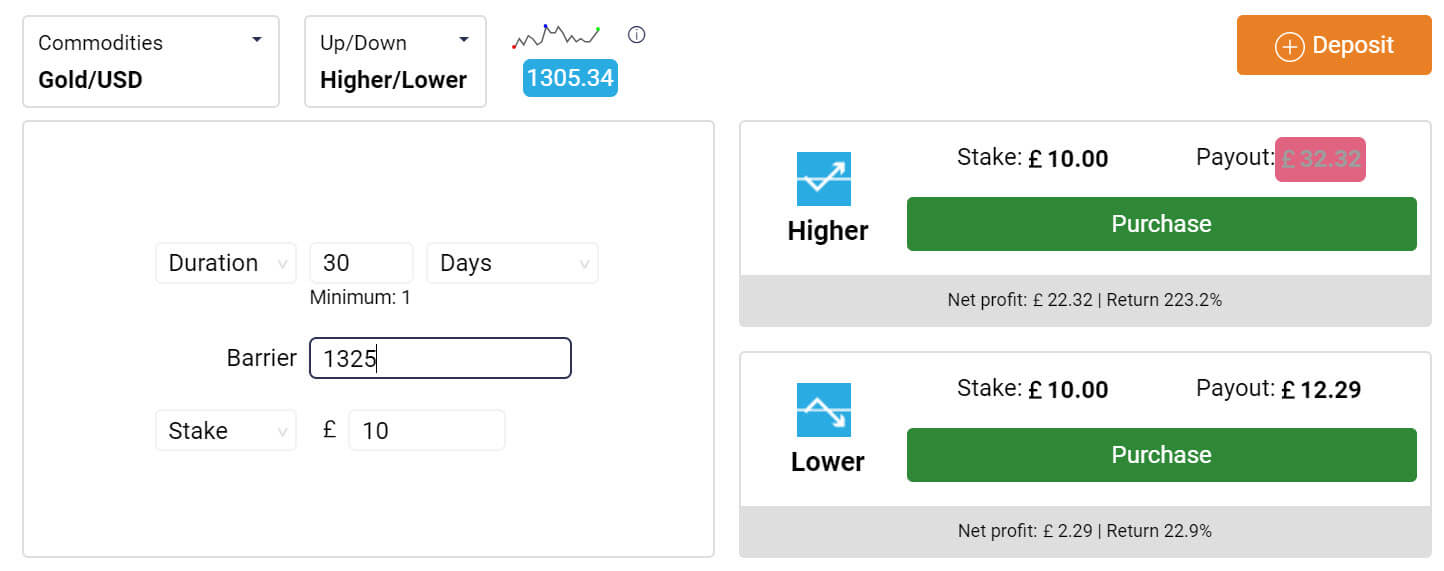 Commodities
Gold/USD
Up/Down
Higher/Lower
1305.34
Deposit
Duration 30 Days
Minimum: 1
Barrier 1325
Stake £ 10
Higher
Stake: £ 10.00 Payout: £ 32.32
Purchase
Net profit: £ 22.32 | Return 223.2%
Lower
Stake: £ 10.00 Payout: £ 12.29
Purchase
Net profit: £ 2.29 | Return 22.9%